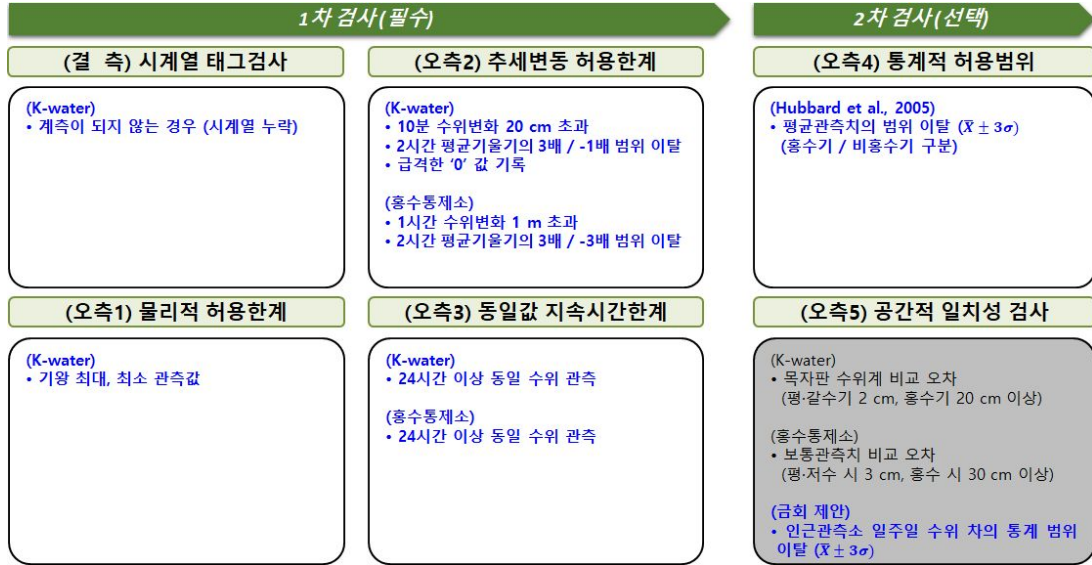 1차 검사(필수)
2차 검사(선택)
(결 측) 시계열 태그검사
(K-water)
• 계측이 되지 않는 경우 (시계열 누락)
(오측2) 추세변동 허용한계
(K-water)
• 10분 수위변화 20 cm 초과
• 2시간 평균기울기의 3배 / -1배 범위 이탈
• 급격한 ‘0’ 값 기록
(홍수통제소)
• 1시간 수위변화 1 m 초과
• 2시간 평균기울기의 3배 / -3배 범위 이탈
(오측4) 통계적 허용범위
(Hubbard et al., 2005)
• 평균관측치의 범위 이탈 (X̄ ± 3σ)
(홍수기 / 비홍수기 구분)
(오측1) 물리적 허용한계
(K-water)
• 기왕 최대, 최소 관측값
(오측3) 동일값 지속시간한계
(K-water)
• 24시간 이상 동일 수위 관측
(홍수통제소)
• 24시간 이상 동일 수위 관측
(오측5) 공간적 일치성 검사
(K-water)
• 목자판 수위계 비교 오차
(평·갈수기 2 cm, 홍수기 20 cm 이상)
(홍수통제소)
• 보통관측치 비교 오차
(평·저수 시 3 cm, 홍수 시 30 cm 이상)
(금회 제안)
• 인근관측소 일주일 수위 차의 통계 범위
이탈 (X̄ ± 3σ)